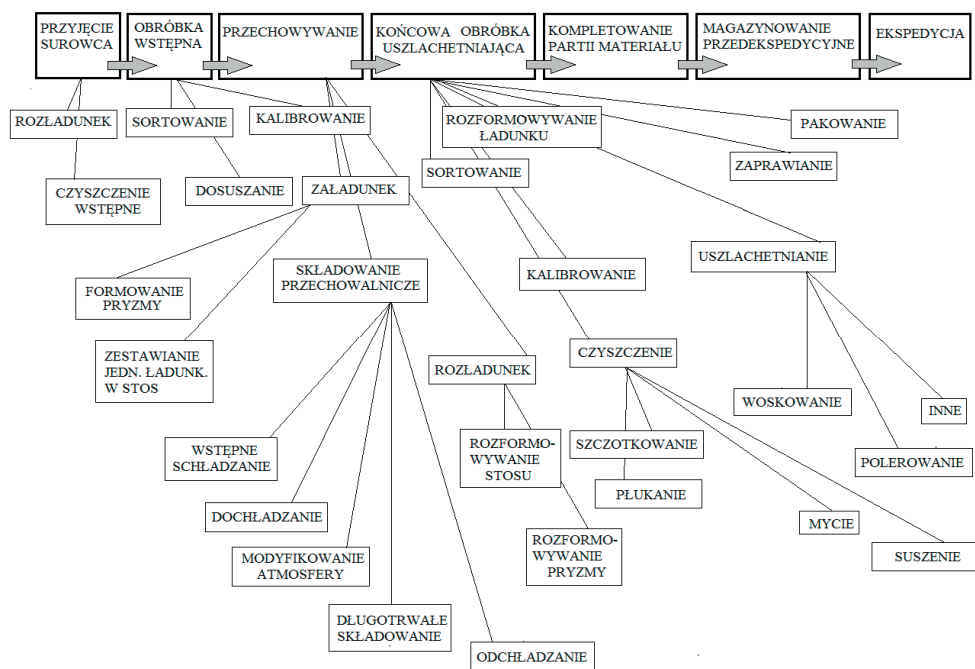 PRZYJĘCIE
SUROWCA
OBRÓBKA
WSTĘPNA
PRZECHOWYWANIE
KOŃCOWA OBRÓBKA
USZLACHETNIAJĄCA
KOMPLETOWANIE
PARTII MATERIAŁU
MAGAZYNOWANIE
PRZEDEKSPEDYCYJNE
EKSPEDYCJA
ROZŁADUNEK
SORTOWANIE
KALIBROWANIE
ROZFORMOWYWANIE
ŁADUNKU
PAKOWANIE
SORTOWANIE
ZAPRAWIANIE
CZYSZCZENIE
WSTĘPNE
DOSUSZANIE
ZAŁADUNEK
USZLACHETNIANIE
FORMOWANIE
PRYZMY
SKŁADOWANIE
PRZECHOWALNICZE
KALIBROWANIE
ZESTAWIANIE
JEDN. ŁADUNK.
W STOS
ROZŁADUNEK
CZYSZCZENIE
WOSKOWANIE
INNE
WSTĘPNE
SCHŁADZANIE
ROZFORMO-
WYWANIE
STOSU
SZCZOTKOWANIE
POLEROWANIE
PŁUKANIE
DOCHŁADZANIE
MYCIE
MODYFIKOWANIE
ATMOSFERY
ROZFORMO-
WYWANIE
PRYZMY
SUSZENIE
DŁUGOTRWAŁE
SKŁADOWANIE
ODCHŁADZANIE